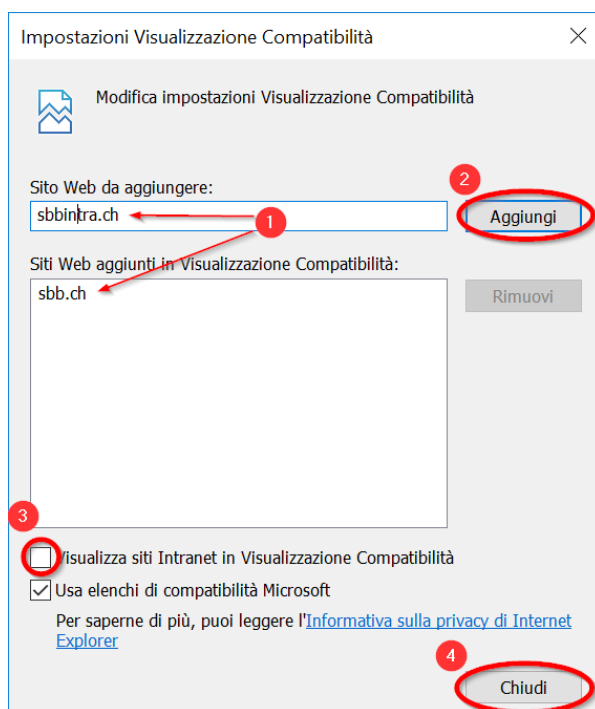 Impostazioni Visualizzazione Compatibilità
Modifica impostazioni Visualizzazione Compatibilità
2
Sito Web da aggiungere:
sbbintra.ch
1
Aggiungi
Siti Web aggiunti in Visualizzazione Compatibilità:
sbb.ch
Rimuovi
3
Visualizza siti Intranet in Visualizzazione Compatibilità
Usa elenchi di compatibilità Microsoft
Per saperne di più, puoi leggere l'Informativa sulla privacy di Internet
Explorer
4
Chiudi